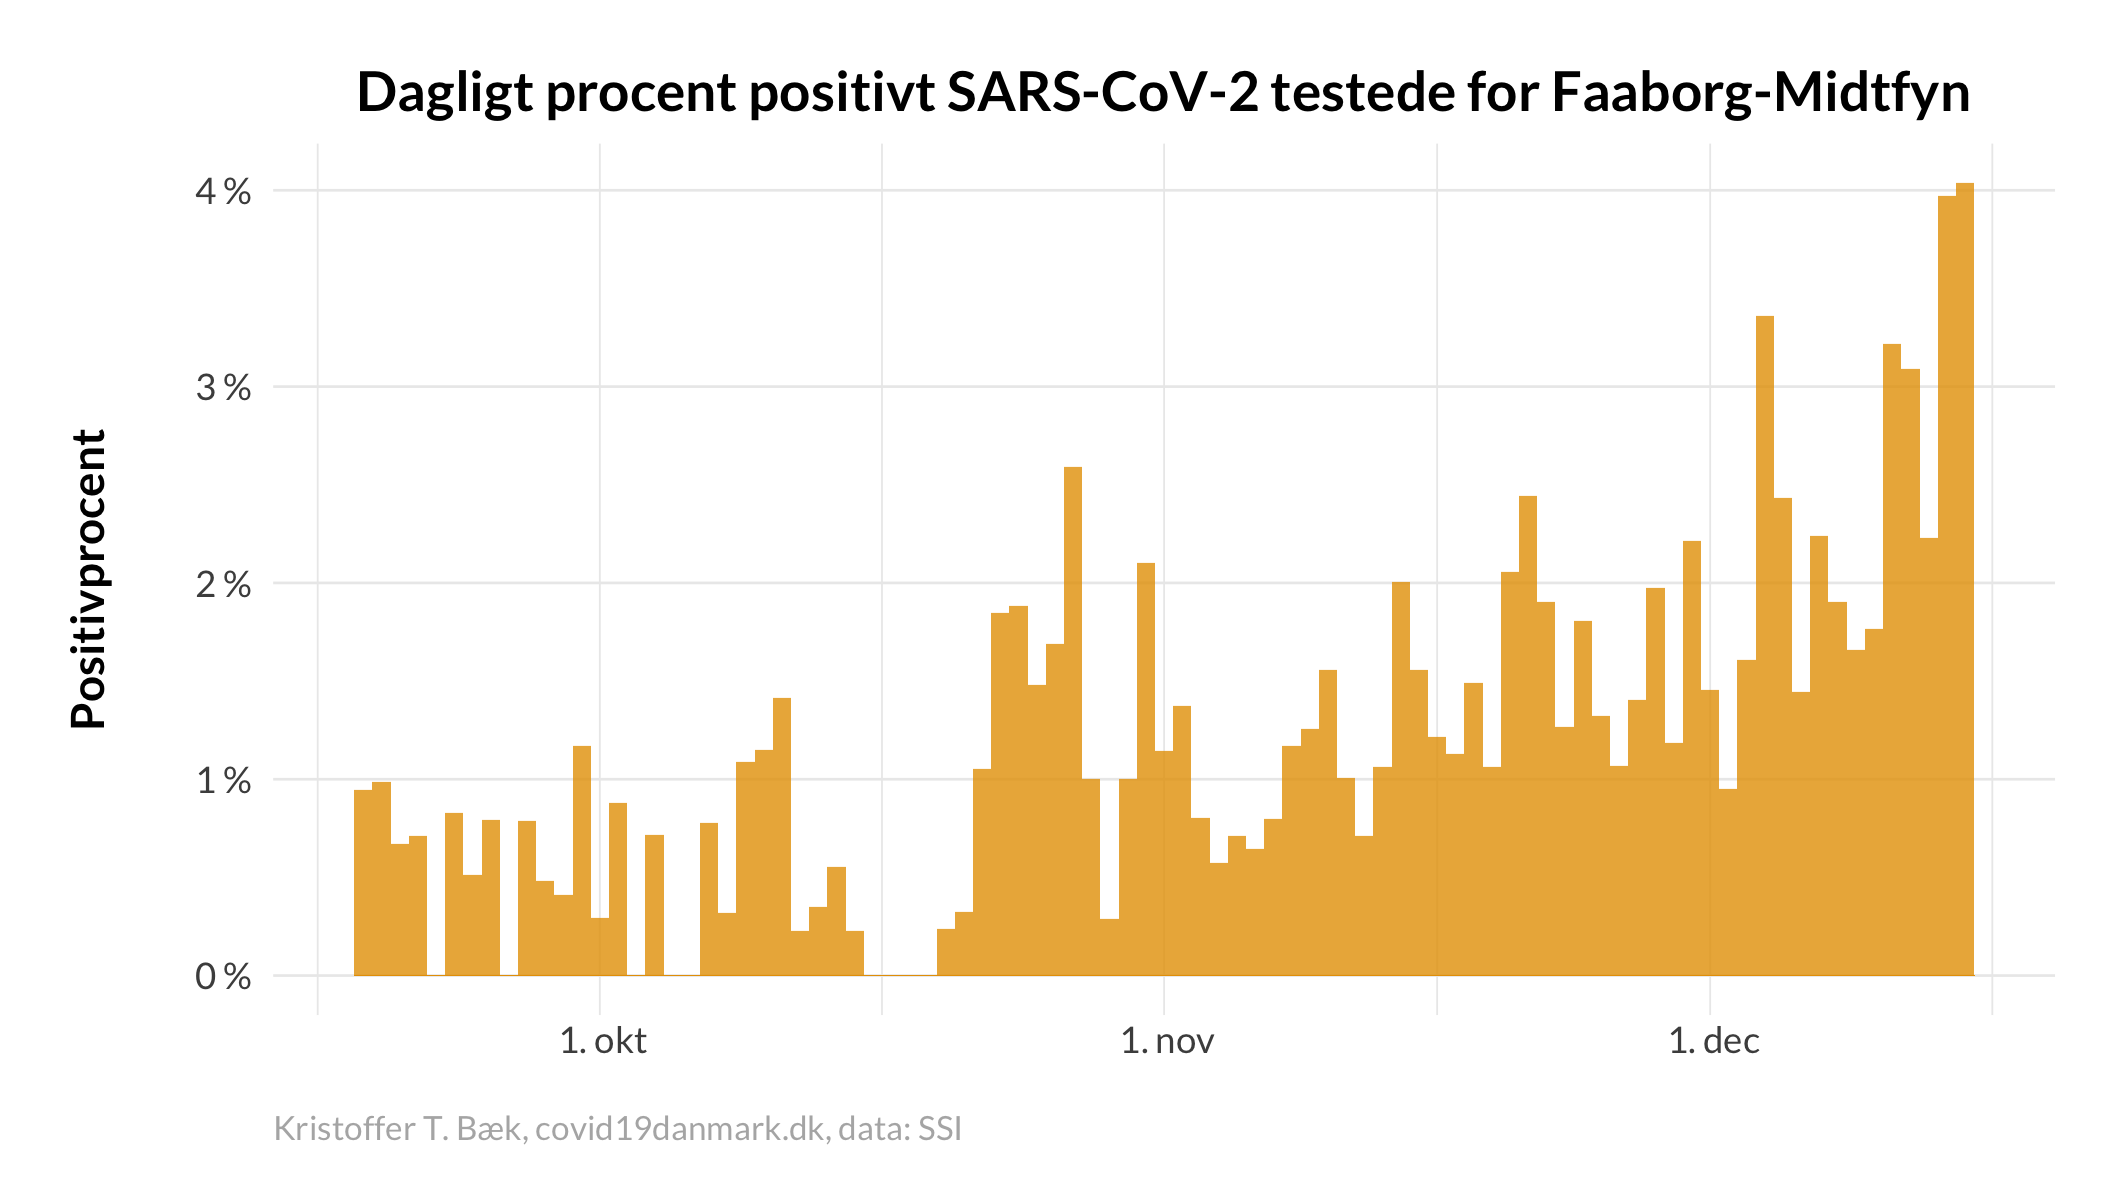 Dagligt procent positivt SARS-CoV-2 testede for Faaborg-Midtfyn
Positivprocent
4 %
3 %
2 %
1 %
0 %
1. okt
1. nov
1. dec
Kristoffer T. Bæk, covid19danmark.dk, data: SSI